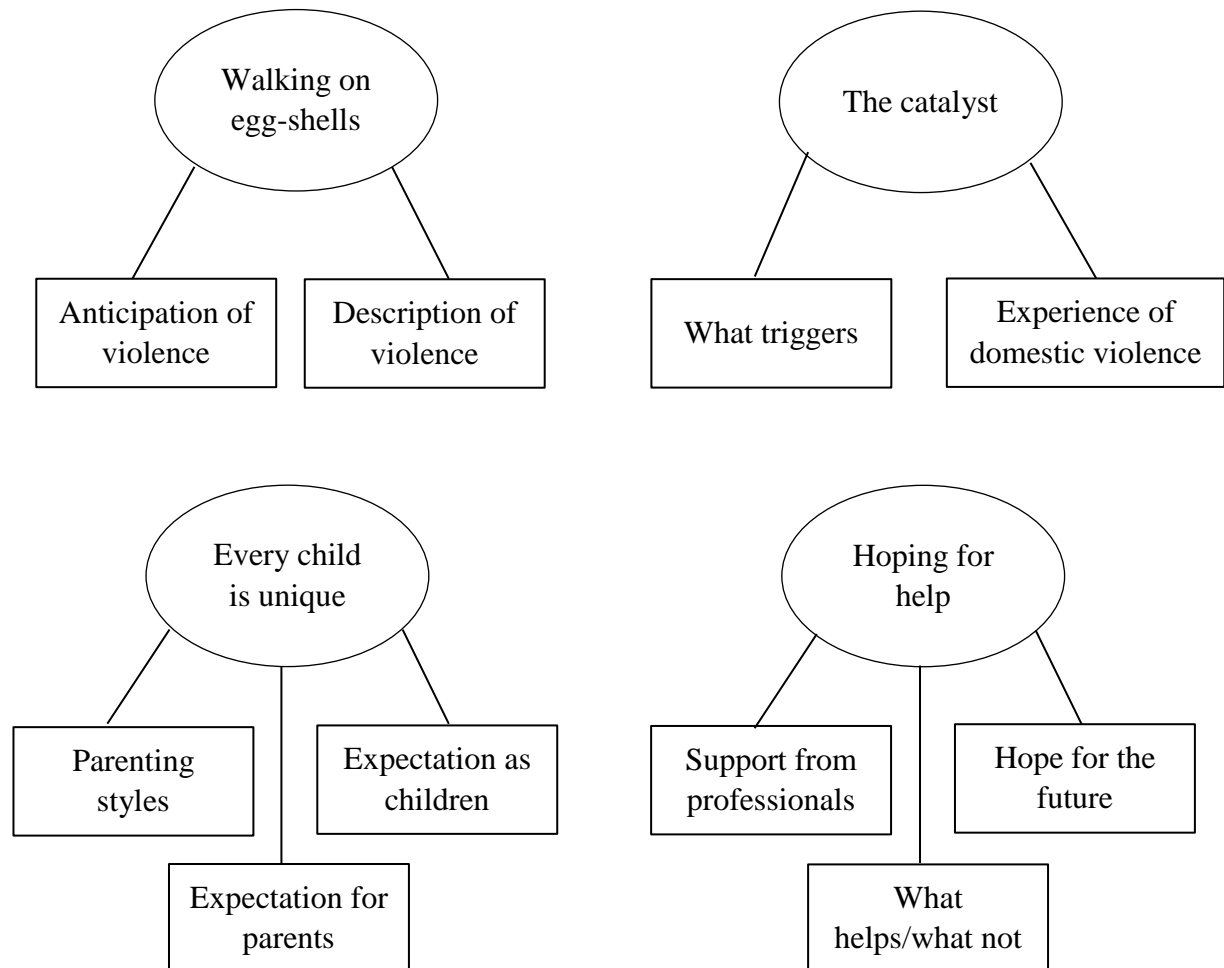 Walking on
egg-shells
The catalyst
Anticipation of
violence
Description of
violence
What triggers
Experience of
domestic violence
Every child
is unique
Hoping for
help
Parenting
styles
Expectation as
children
Expectation for
parents
Support from
professionals
Hope for the
future
What
helps/what not